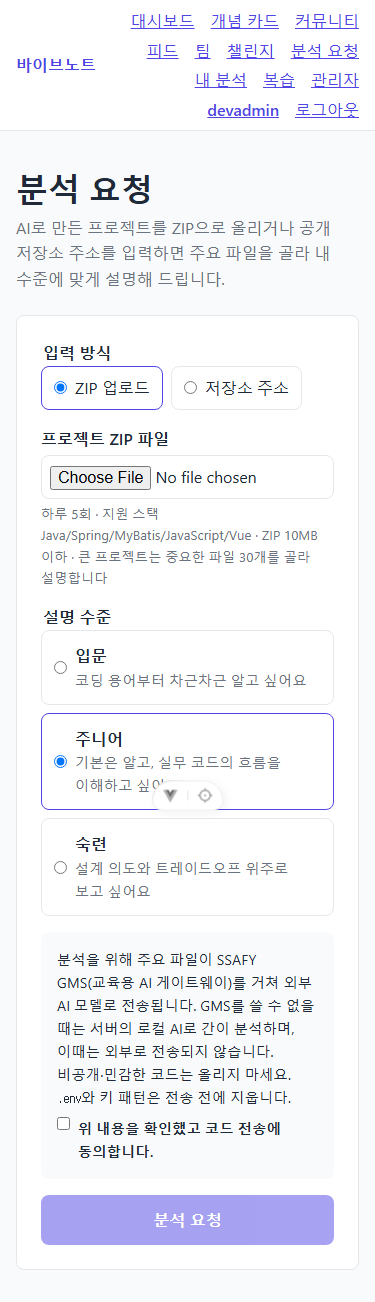 바이브노트
대시보드 개념 카드 커뮤니티
피드 팀 챌린지 분석 요청
내 분석 복습 관리자
devadmin 로그아웃
분석 요청
AI로 만든 프로젝트를 ZIP으로 올리거나 공개
저장소 주소를 입력하면 주요 파일을 골라 내
수준에 맞게 설명해 드립니다.
입력 방식
ZIP 업로드 저장소 주소
프로젝트 ZIP 파일
Choose File No file chosen
하루 5회 · 지원 스택
Java/Spring/MyBatis/JavaScript/Vue · ZIP 10MB
이하 · 큰 프로젝트는 중요한 파일 30개를 골라
설명합니다
설명 수준
입문
코딩 용어부터 차근차근 알고 싶어요
주니어
기본은 알고, 실무 코드의 흐름을
이해하고
숙련
설계 의도와 트레이드오프 위주로
보고 싶어요
분석을 위해 주요 파일이 SSAFY
GMS(교육용 AI 게이트웨이)를 거쳐 외부
AI 모델로 전송됩니다. GMS를 쓸 수 없을
때는 서버의 로컬 AI로 간이 분석하며,
이때는 외부로 전송되지 않습니다.
비공개·민감한 코드는 올리지 마세요.
.env와 키 패턴은 전송 전에 지웁니다.
위 내용을 확인했고 코드 전송에
동의합니다.
분석 요청